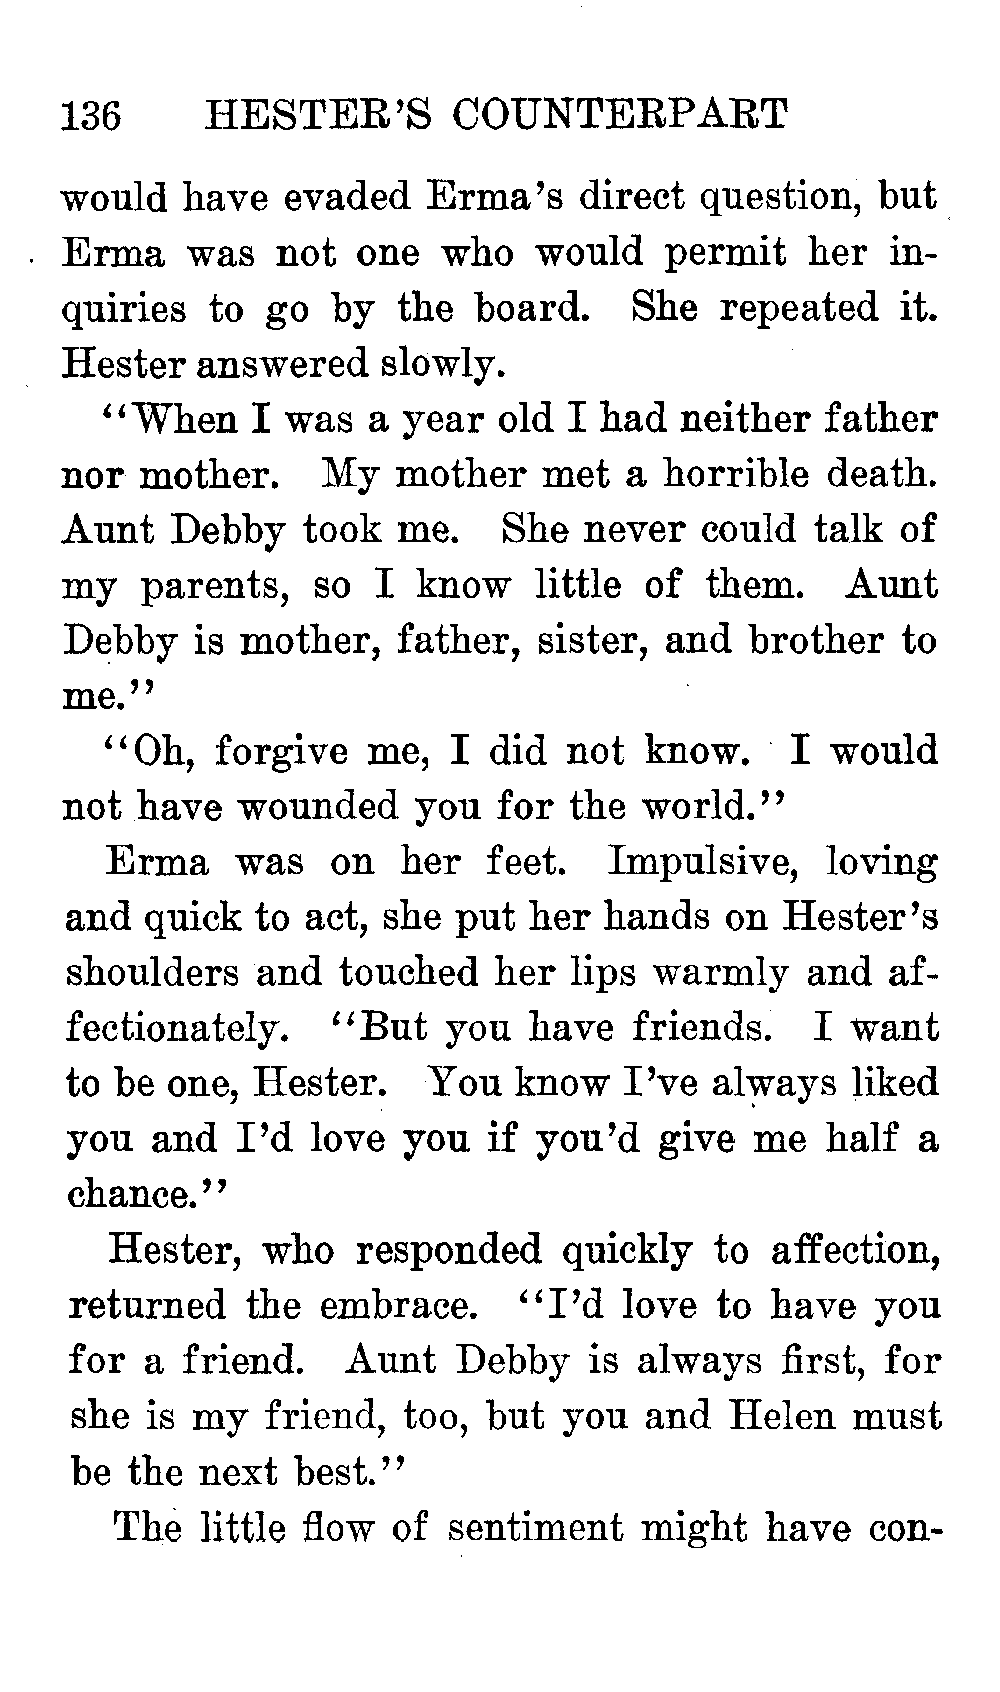 136 HESTER'S COUNTERPART
would have evaded Erma's direct question, but
Erma was not one who would permit her in-
quiries to go by the board. She repeated it.
Hester answered slowly.
"When I was a year old I had neither father
nor mother. My mother met a horrible death.
Aunt Debby took me. She never could talk of
my parents, so I know little of them. Aunt
Debby is mother, father, sister, and brother to
me."
"Oh, forgive me, I did not know. I would
not have wounded you for the world."
Erma was on her feet. Impulsive, loving
and quick to act, she put her hands on Hester's
shoulders and touched her lips warmly and af-
fectionately. "But you have friends. I want
to be one, Hester. You know I've always liked
you and I'd love you if you'd give me half a
chance."
Hester, who responded quickly to affection,
returned the embrace. "I'd love to have you
for a friend. Aunt Debby is always first, for
she is my friend, too, but you and Helen must
be the next best."
The little flow of sentiment might have con-